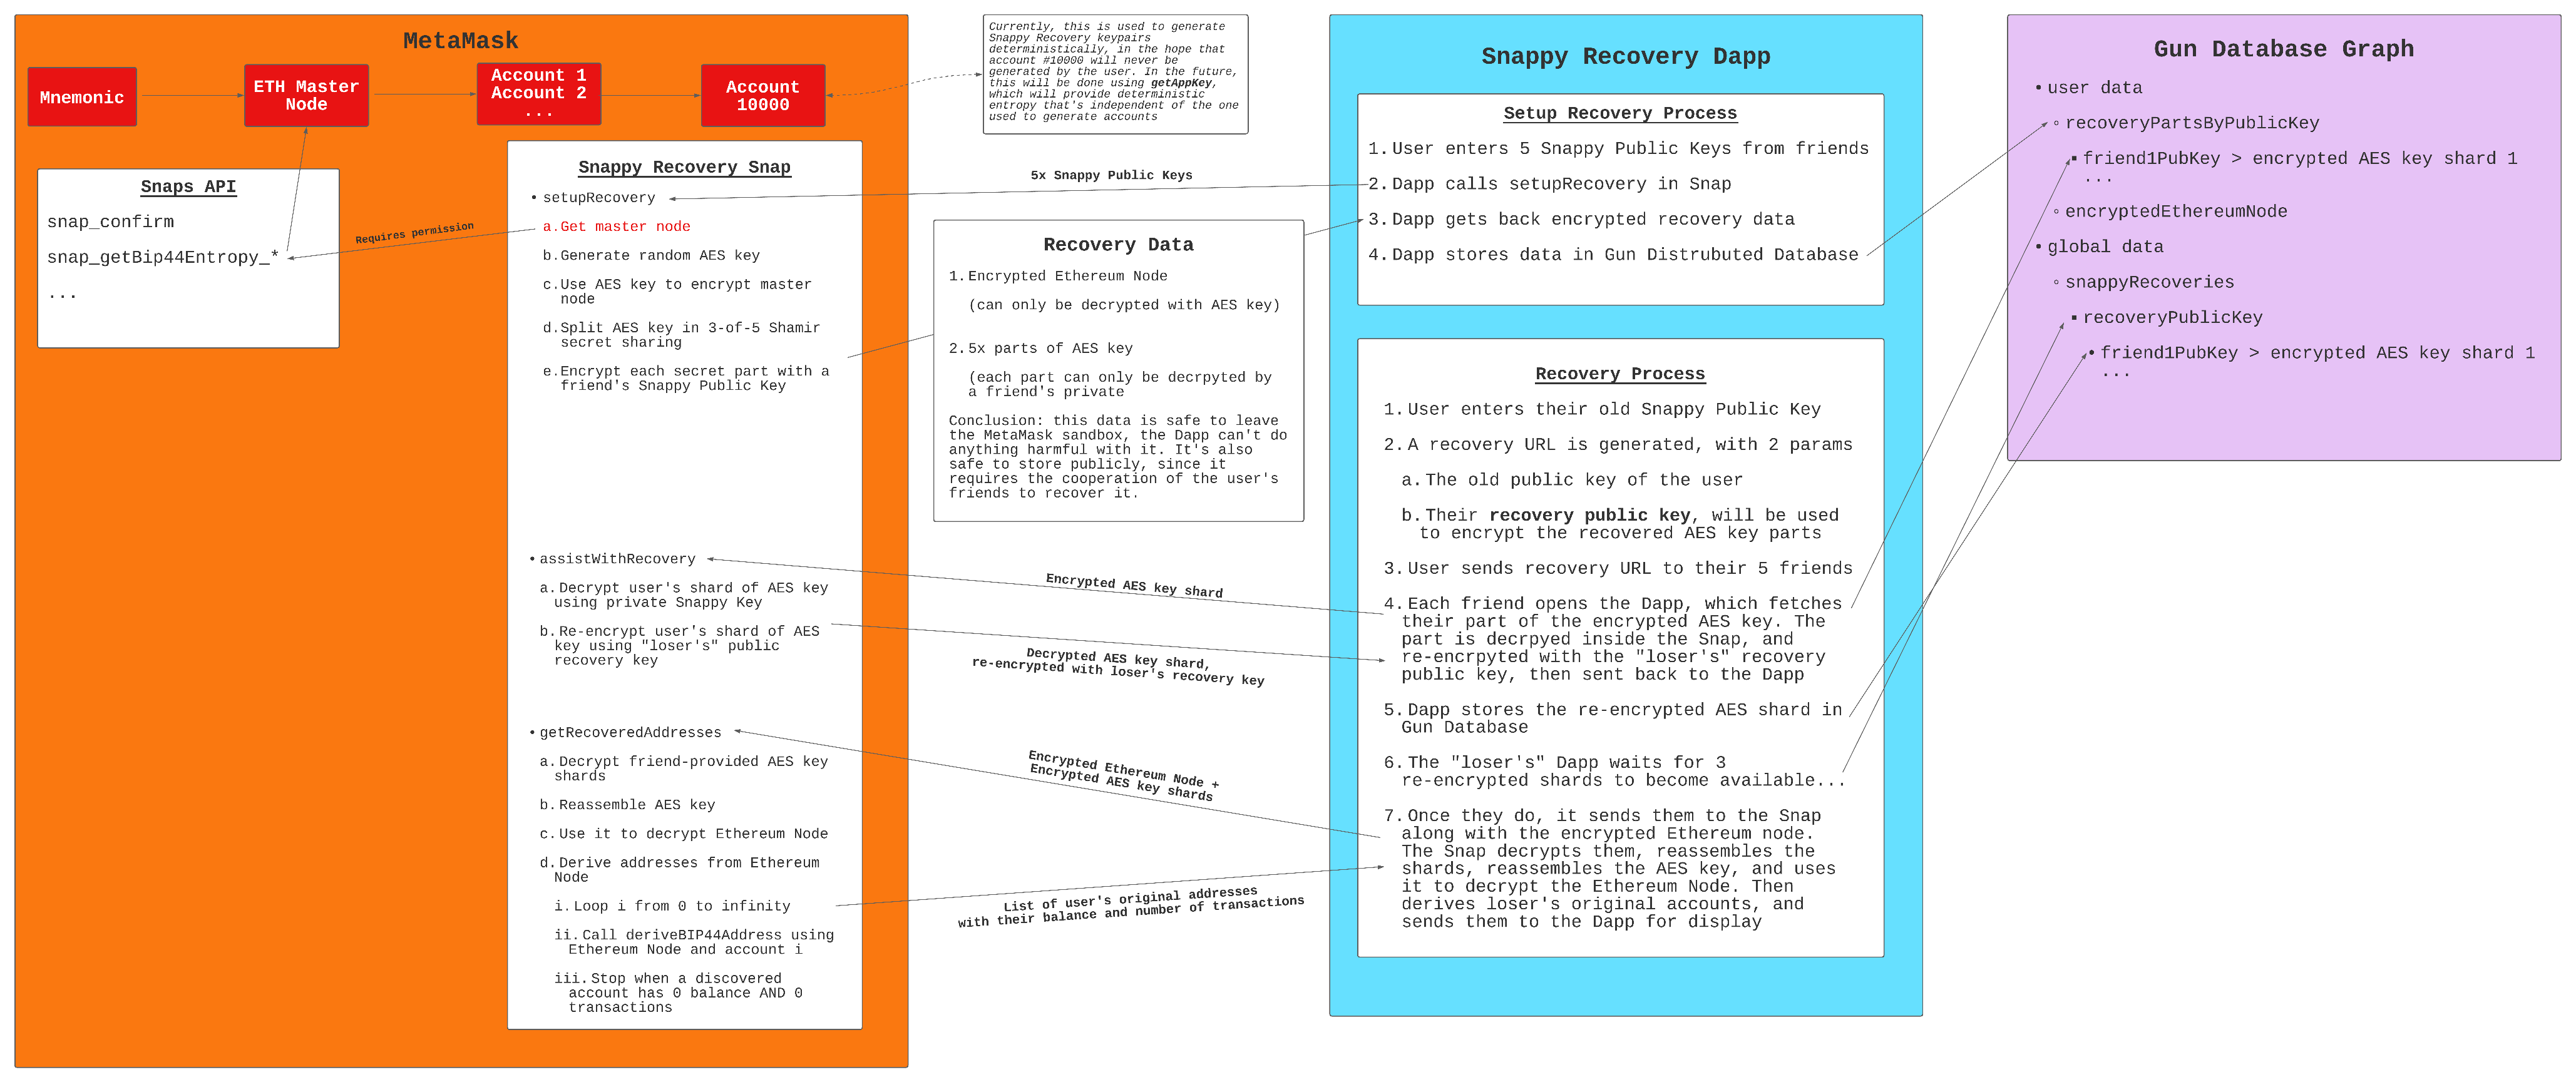 MetaMask
Mnemonic
ETH Master
Node
Account 1
Account 2
...
Account
10000
Currently, this is used to generate
Snappy Recovery keypairs
deterministically, in the hope that
account #10000 will never be
generated by the user. In the future,
this will be done using getAppKey,
which will provide deterministic
entropy that's independent of the one
used to generate accounts
Snaps API
snap_confirm
snap_getBip44Entropy_*
...
Requires permission
Snappy Recovery Snap
• setupRecovery
a. Get master node
b. Generate random AES key
c. Use AES key to encrypt master
node
d. Split AES key in 3-of-5 Shamir
secret sharing
e. Encrypt each secret part with a
friend's Snappy Public Key
• assistWithRecovery
a. Decrypt user's shard of AES key
using private Snappy Key
b. Re-encrypt user's shard of AES
key using "loser's" public
recovery key
• getRecoveredAddresses
a. Decrypt friend-provided AES key
shards
b. Reassemble AES key
c. Use it to decrypt Ethereum Node
d. Derive addresses from Ethereum
Node
i. Loop i from 0 to infinity
ii. Call deriveBIP44Address using
Ethereum Node and account i
iii. Stop when a discovered
account has 0 balance AND 0
transactions
5x Snappy Public Keys
Recovery Data
1. Encrypted Ethereum Node
(can only be decrypted with AES key)
2. 5x parts of AES key
(each part can only be decrpyted by
a friend's private
Conclusion: this data is safe to leave
the MetaMask sandbox, the Dapp can't do
anything harmful with it. It's also
safe to store publicly, since it
requires the cooperation of the user's
friends to recover it.
Encrypted AES key shard
Decrypted AES key shard,
re-encrypted with loser's recovery key
Encrypted Ethereum Node +
Encrypted AES key shards
List of user's original addresses
with their balance and number of transactions
Snappy Recovery Dapp
Setup Recovery Process
1. User enters 5 Snappy Public Keys from friends
2. Dapp calls setupRecovery in Snap
3. Dapp gets back encrypted recovery data
4. Dapp stores data in Gun Distrubuted Database
Recovery Process
1. User enters their old Snappy Public Key
2. A recovery URL is generated, with 2 params
a. The old public key of the user
b. Their recovery public key, will be used
to encrypt the recovered AES key parts
3. User sends recovery URL to their 5 friends
4. Each friend opens the Dapp, which fetches
their part of the encrypted AES key. The
part is decrpyed inside the Snap, and
re-encrpyted with the "loser's" recovery
public key, then sent back to the Dapp
5. Dapp stores the re-encrypted AES shard in
Gun Database
6. The "loser's" Dapp waits for 3
re-encrypted shards to become available...
7. Once they do, it sends them to the Snap
along with the encrypted Ethereum node.
The Snap decrypts them, reassembles the
shards, reassembles the AES key, and uses
it to decrypt the Ethereum Node. Then
derives loser's original accounts, and
sends them to the Dapp for display
Gun Database Graph
• user data
◦ recoveryPartsByPublicKey
▪ friend1PubKey > encrypted AES key shard 1
...
◦ encryptedEthereumNode
• global data
◦ snappyRecoveries
▪ recoveryPublicKey
• friend1PubKey > encrypted AES key shard 1
...